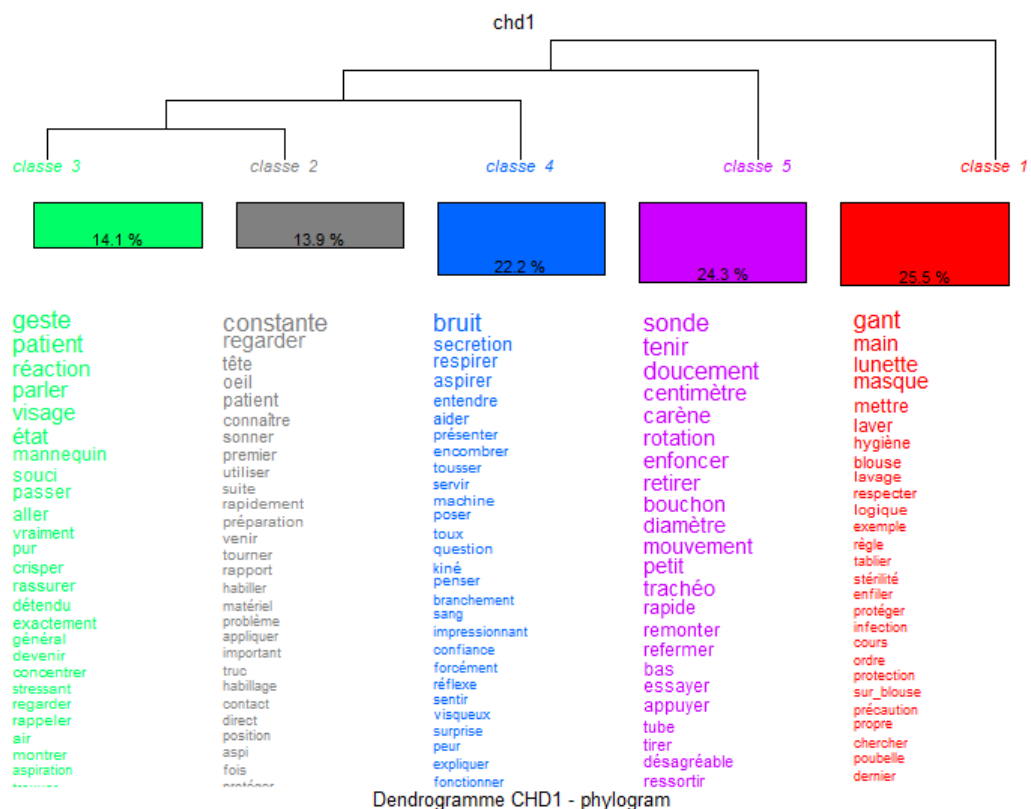 chd1
classe 3
classe 2
classe 4
classe 5
classe 1
14.1 %
13.9 %
22.2 %
24.3 %
25.5 %
geste
patient
réaction
parler
visage
état
mannequin
souci
passer
aller
vraiment
pur
crisper
rassurer
détendu
exactement
général
devenir
concentrer
stressant
regarder
rappeler
air
montrer
aspiration
constante
regarder
tête
oeil
patient
connaître
sonner
premier
utiliser
suite
rapidement
préparation
venir
tourner
rapport
habiller
matériel
problème
appliquer
important
truc
habillage
contact
direct
position
aspi
fois
protéger
bruit
secretion
respirer
aspirer
entendre
aider
présenter
encombrer
tousser
servir
machine
poser
toux
question
kiné
penser
branchement
sang
impressionnant
confiance
forcément
réflexe
sentir
visqueux
surprise
peur
expliquer
fonctionner
sonde
tenir
doucement
centimètre
carène
rotation
enfoncer
retirer
bouchon
diamètre
mouvement
petit
trachéo
rapide
remonter
refermer
bas
essayer
appuyer
tube
tirer
désagréable
ressortir
gant
main
lunette
masque
mettre
laver
hygiène
blouse
lavage
respecter
logique
exemple
règle
tablier
stérilité
enfiler
protéger
infection
cours
ordre
protection
sur_blouse
précaution
propre
chercher
poubelle
dernier
Dendrogramme CHD1 - phylogram